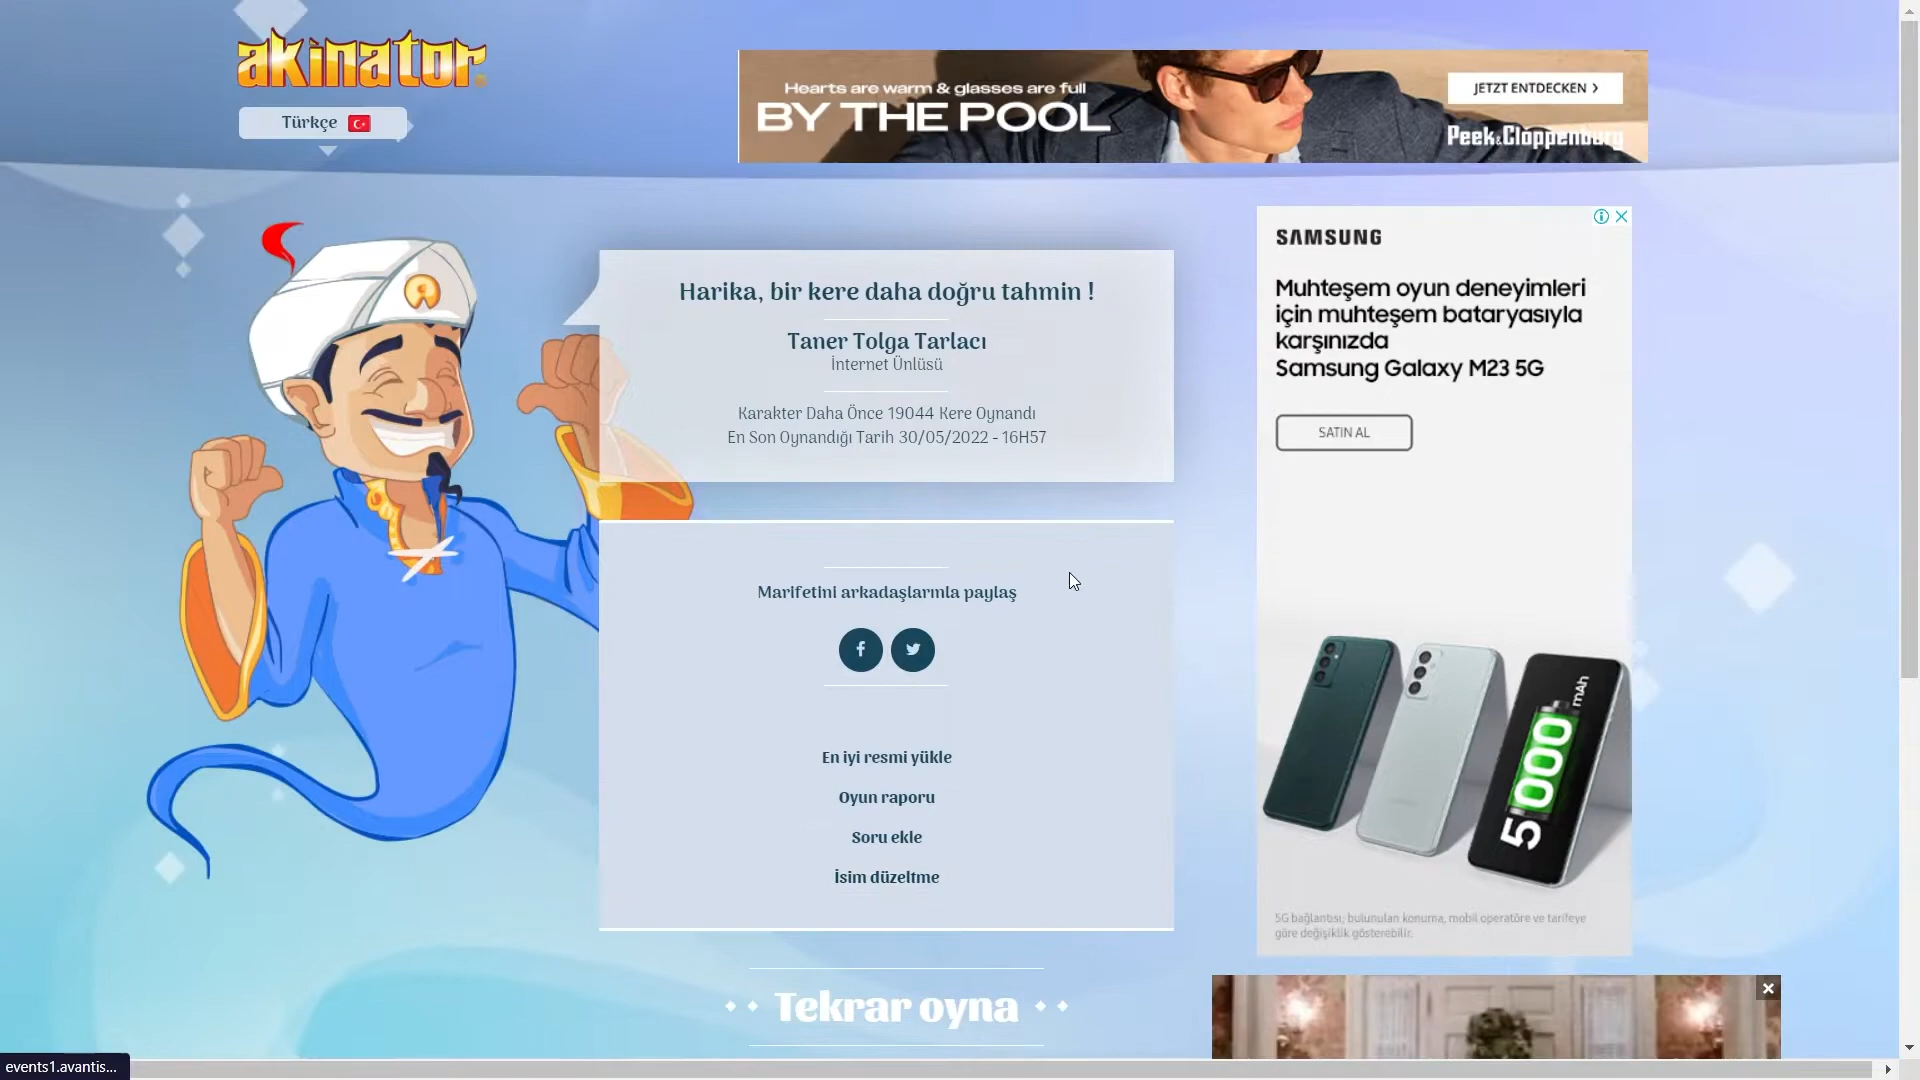 akinator
Türkçe
Hearts are warm & glasses are full
BY THE POOL
JETZT ENTDECKEN
Peek&Cloppenburg
Harika, bir kere daha doğru tahmin !
Taner Tolga Tarlacı
İnternet Ünlüsü
Karakter Daha Önce 19044 Kere Oynandı
En Son Oynandığı Tarih 30/05/2022 - 16H57
Marifetini arkadaşlarınla paylaş
En iyi resmi yükle
Oyun raporu
Soru ekle
İsim düzeltme
Tekrar oyna
SAMSUNG
Muhteşem oyun deneyimleri
için muhteşem bataryasıyla
karşınızda
Samsung Galaxy M23 5G
SATIN AL
5000 mAh
5G bağlantısı; bulunulan konuma, mobil operatöre ve tarifeye
göre değişiklik gösterebilir.
events1.avantis...